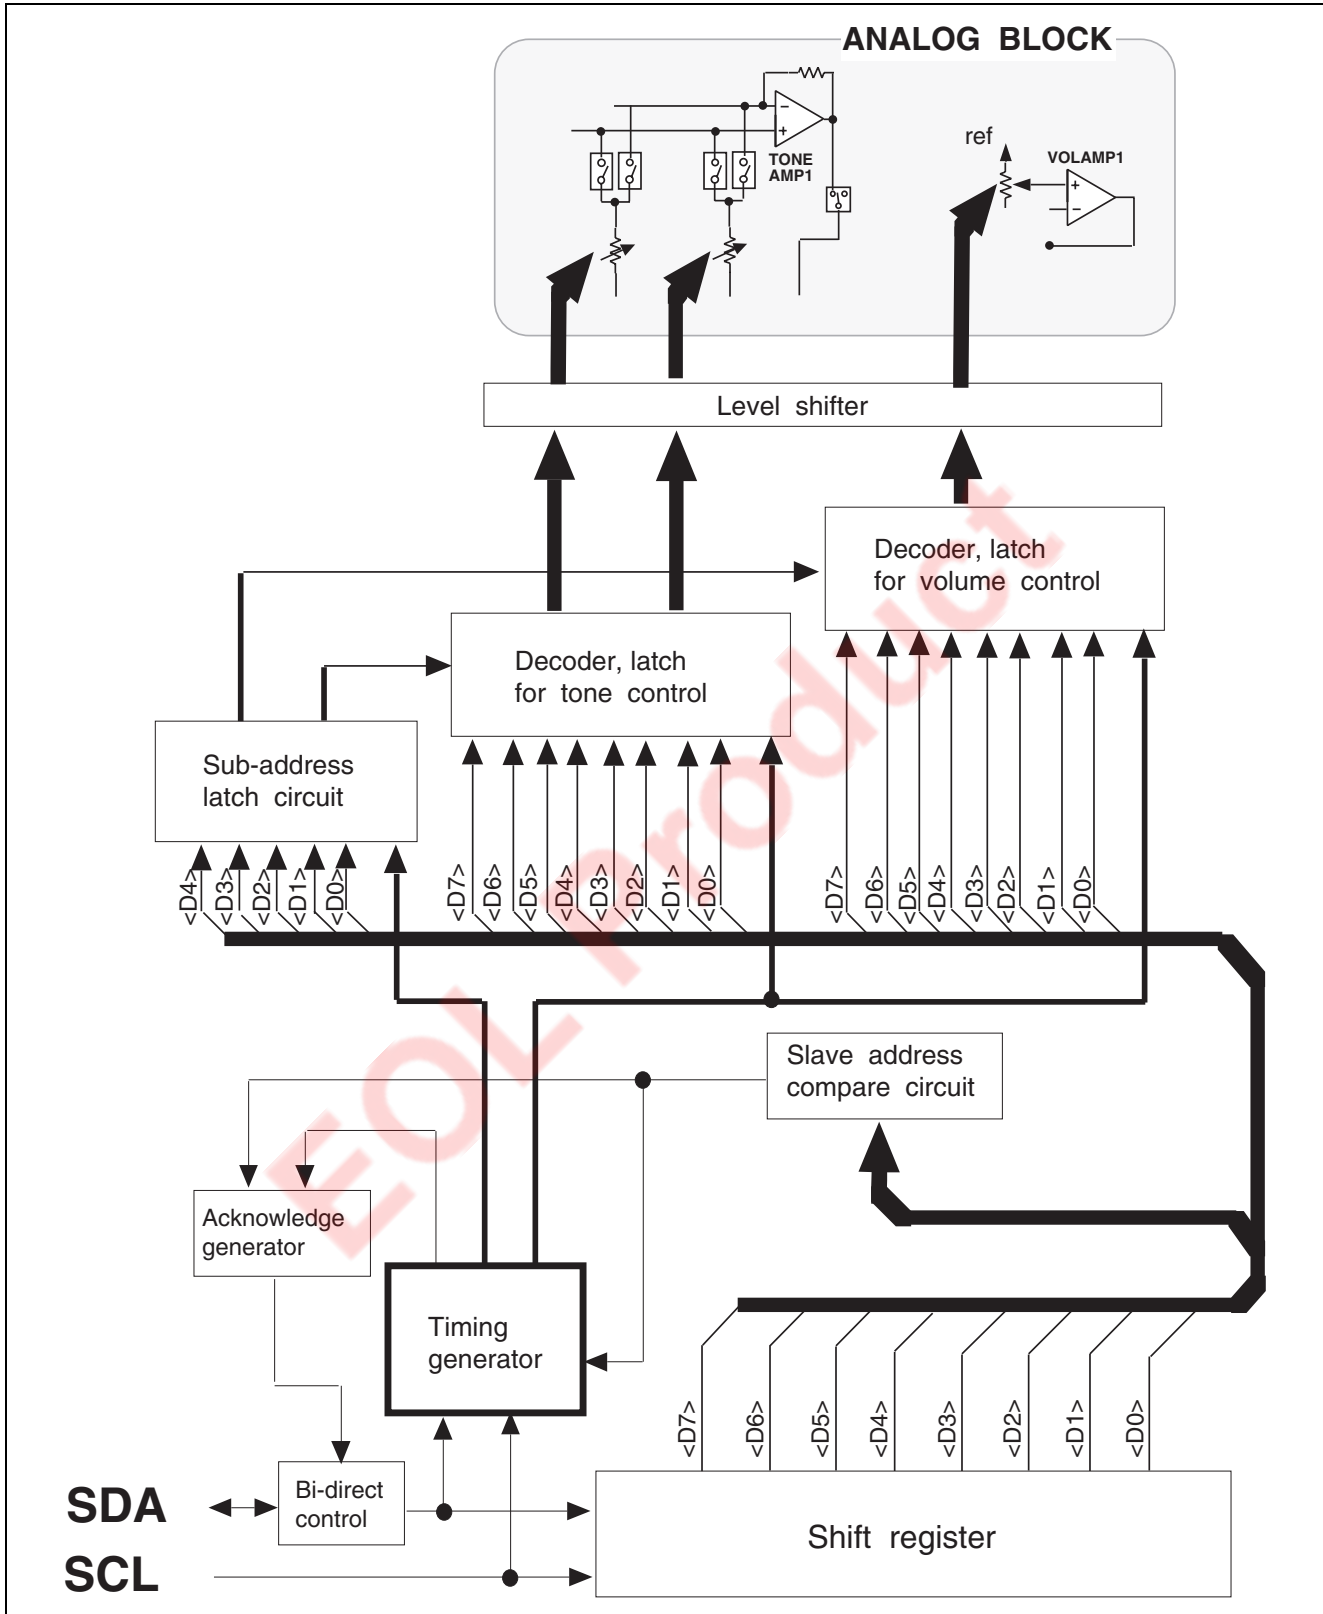 ANALOG BLOCK
ref
TONE
AMP1
VOLAMP1
−
+
+
−
Level shifter
Decoder, latch
for volume control
Decoder, latch
for tone control
Sub-address
latch circuit
<D4>
<D3>
<D2>
<D1>
<D0>
<D7>
<D6>
<D5>
<D4>
<D3>
<D2>
<D1>
<D0>
<D7>
<D6>
<D5>
<D4>
<D3>
<D2>
<D1>
<D0>
Slave address
compare circuit
Acknowledge
generator
Timing
generator
<D7>
<D6>
<D5>
<D4>
<D3>
<D2>
<D1>
<D0>
SDA
Bi-direct
control
Shift register
SCL
EOL Product